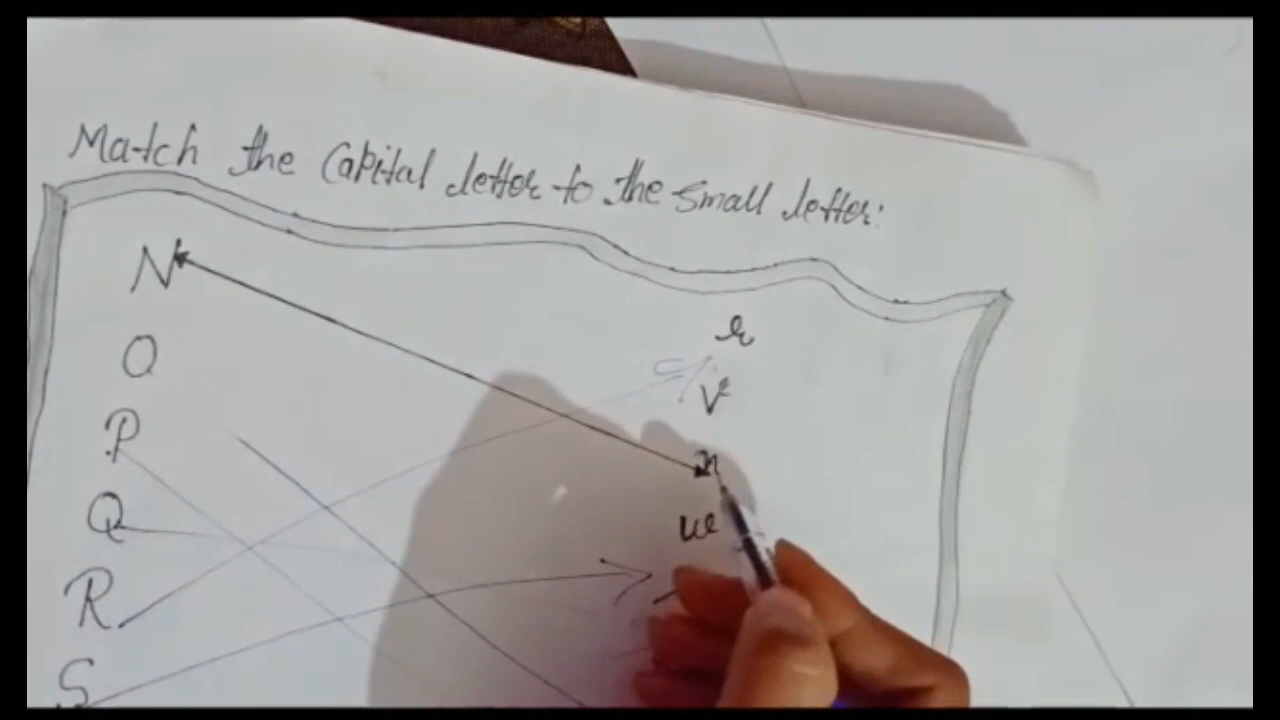 Match the Capital letter to the small letter:
N
r
O
v
P
n
Q
w
R
S